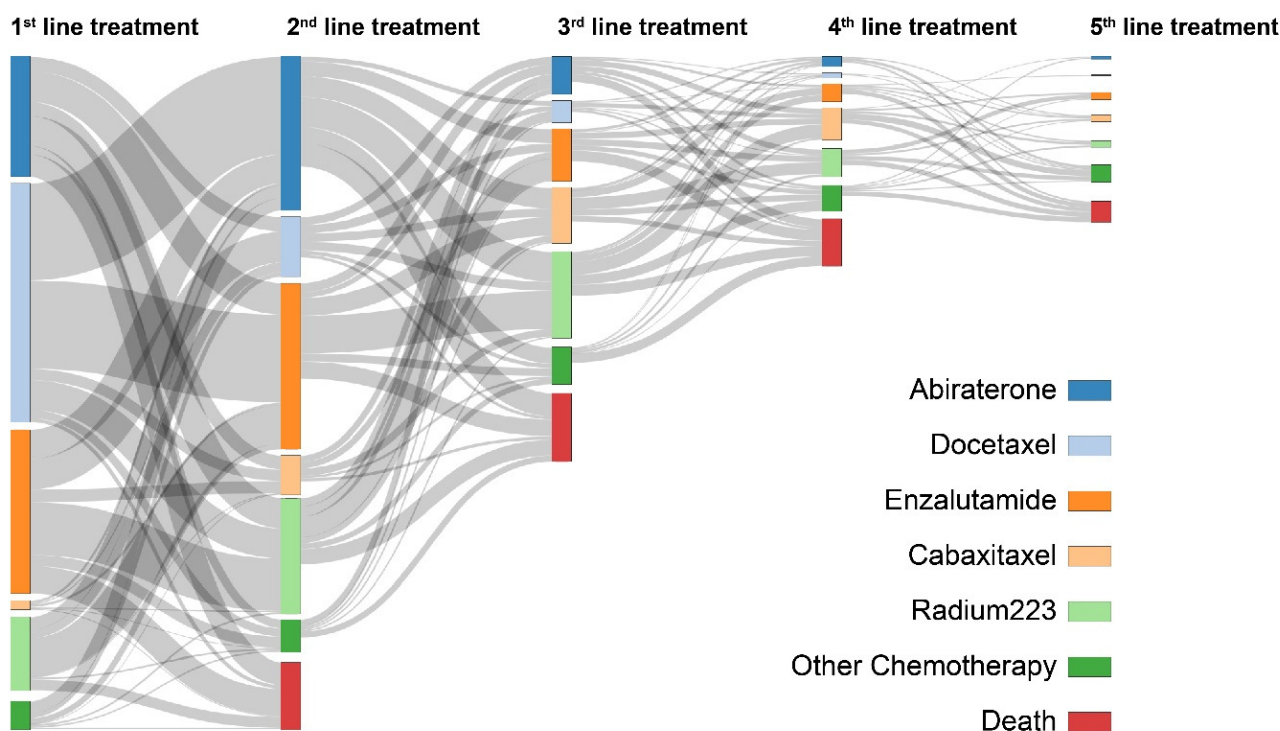 1st line treatment 2nd line treatment 3rd line treatment 4th line treatment 5th line treatment
Abiraterone
Docetaxel
Enzalutamide
Cabaxitaxel
Radium223
Other Chemotherapy
Death